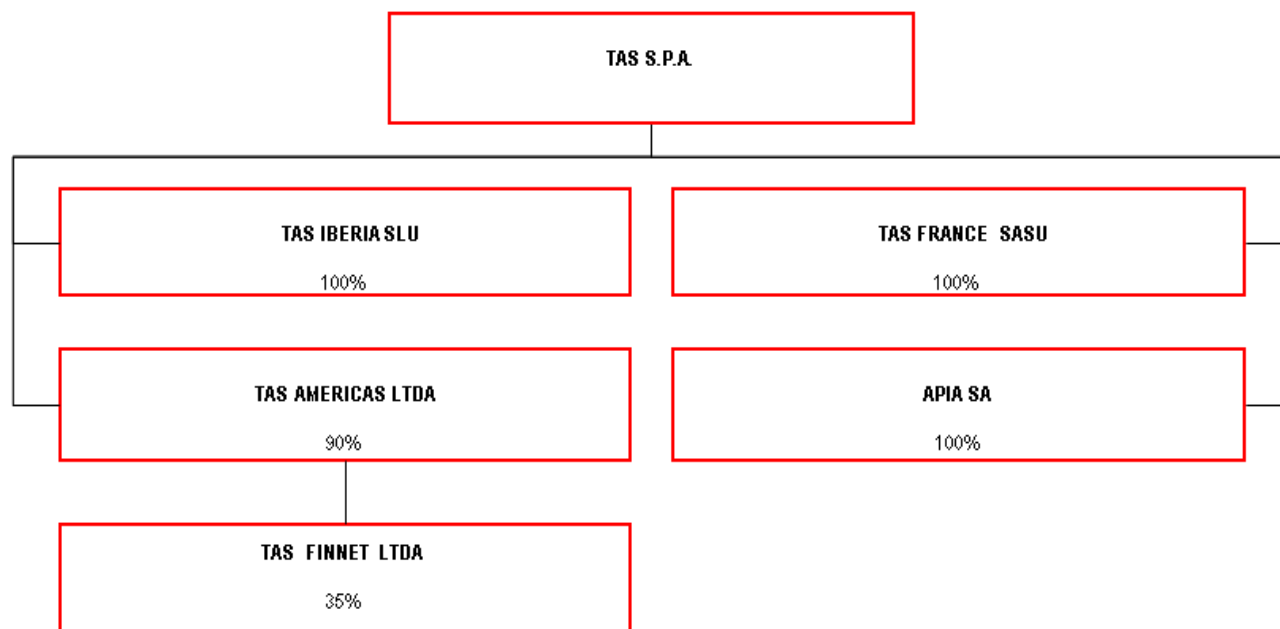 TAS S.P.A.
TAS IBERIA SLU
100%
TAS FRANCE SASU
100%
TAS AMERICAS LTDA
90%
APIA SA
100%
TAS FINNET LTDA
35%